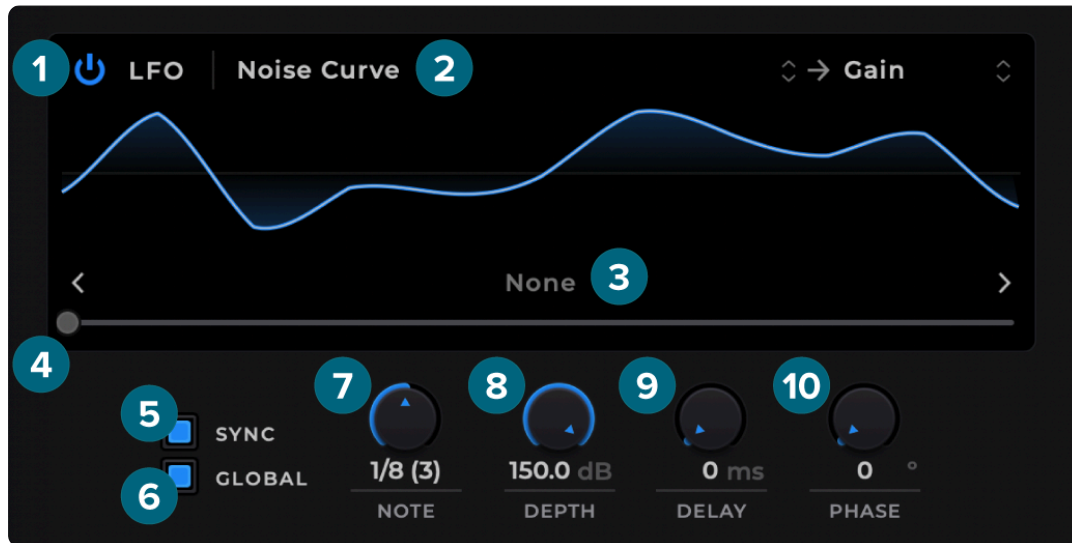 1 LFO Noise Curve 2 → Gain
None 3
4
5 SYNC
6 GLOBAL
7 8 9 10
1/8 (3) 150.0 dB 0 ms 0 °
NOTE DEPTH DELAY PHASE